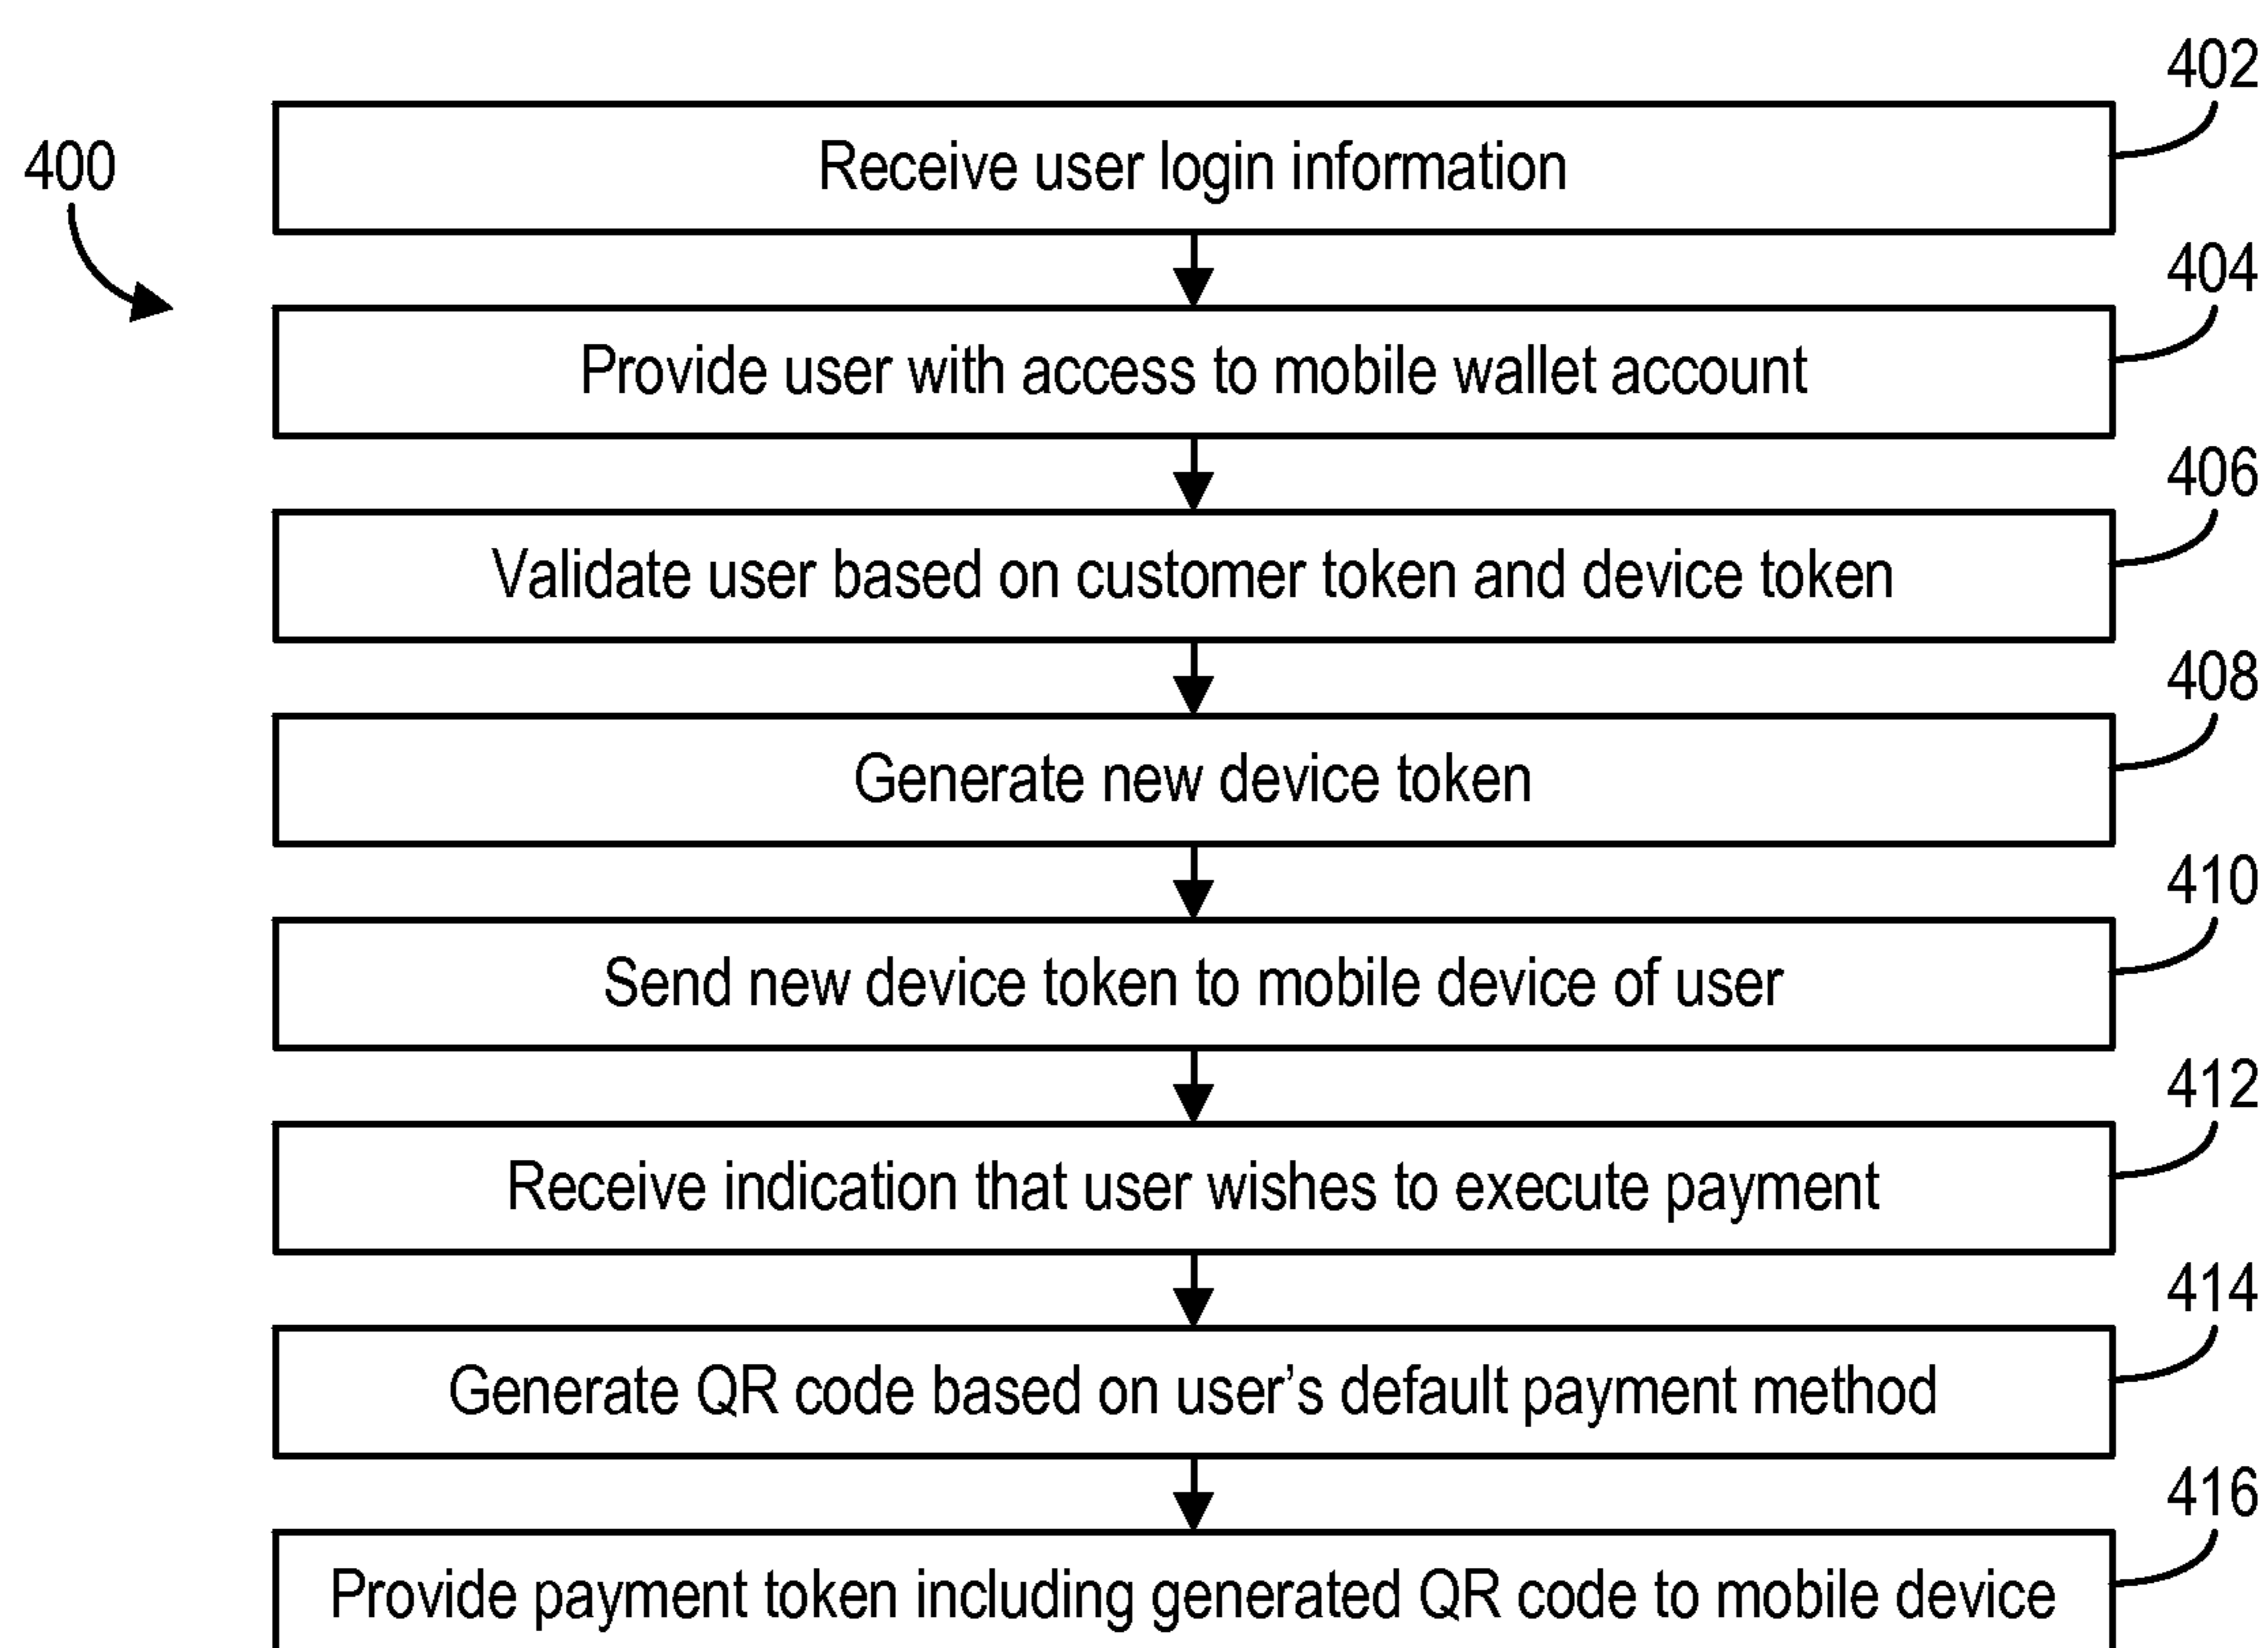 402
400
Receive user login information
404
Provide user with access to mobile wallet account
406
Validate user based on customer token and device token
408
Generate new device token
410
Send new device token to mobile device of user
412
Receive indication that user wishes to execute payment
414
Generate QR code based on user's default payment method
416
Provide payment token including generated QR code to mobile device